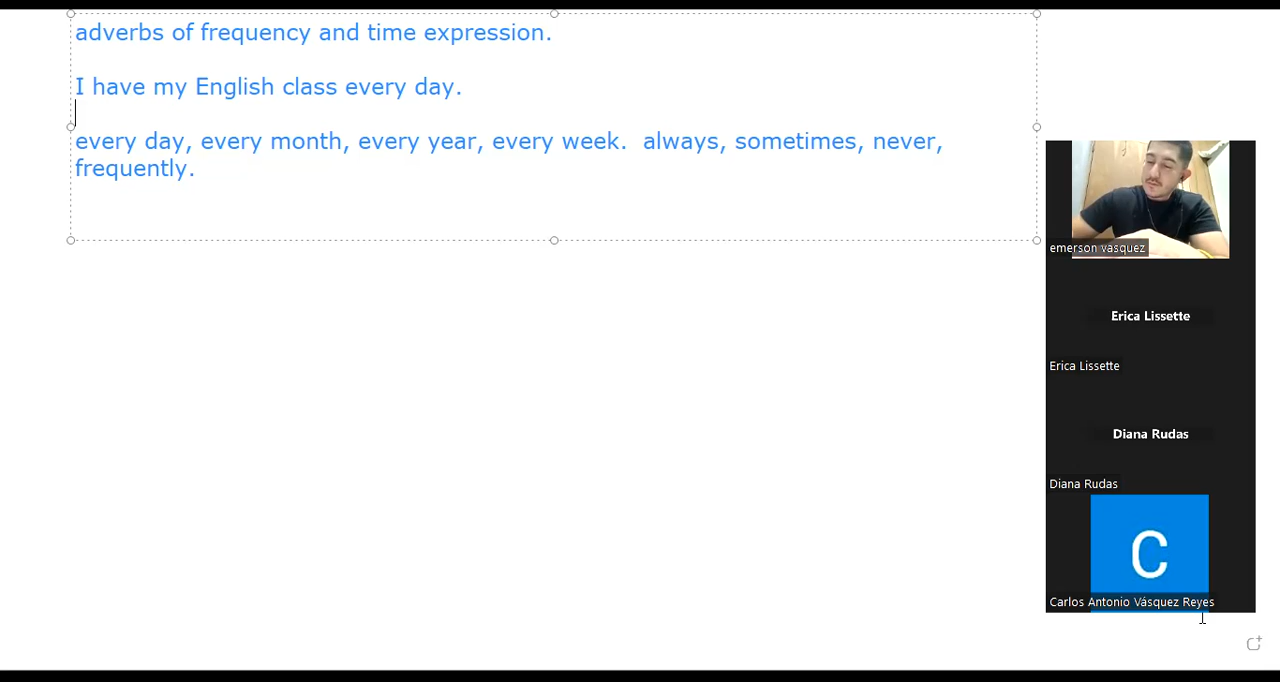 adverbs of frequency and time expression.
I have my English class every day.
every day, every month, every year, every week.  always, sometimes, never,
frequently.
emerson vásquez
Erica Lissette
Erica Lissette
Diana Rudas
Diana Rudas
C
Carlos Antonio Vásquez Reyes